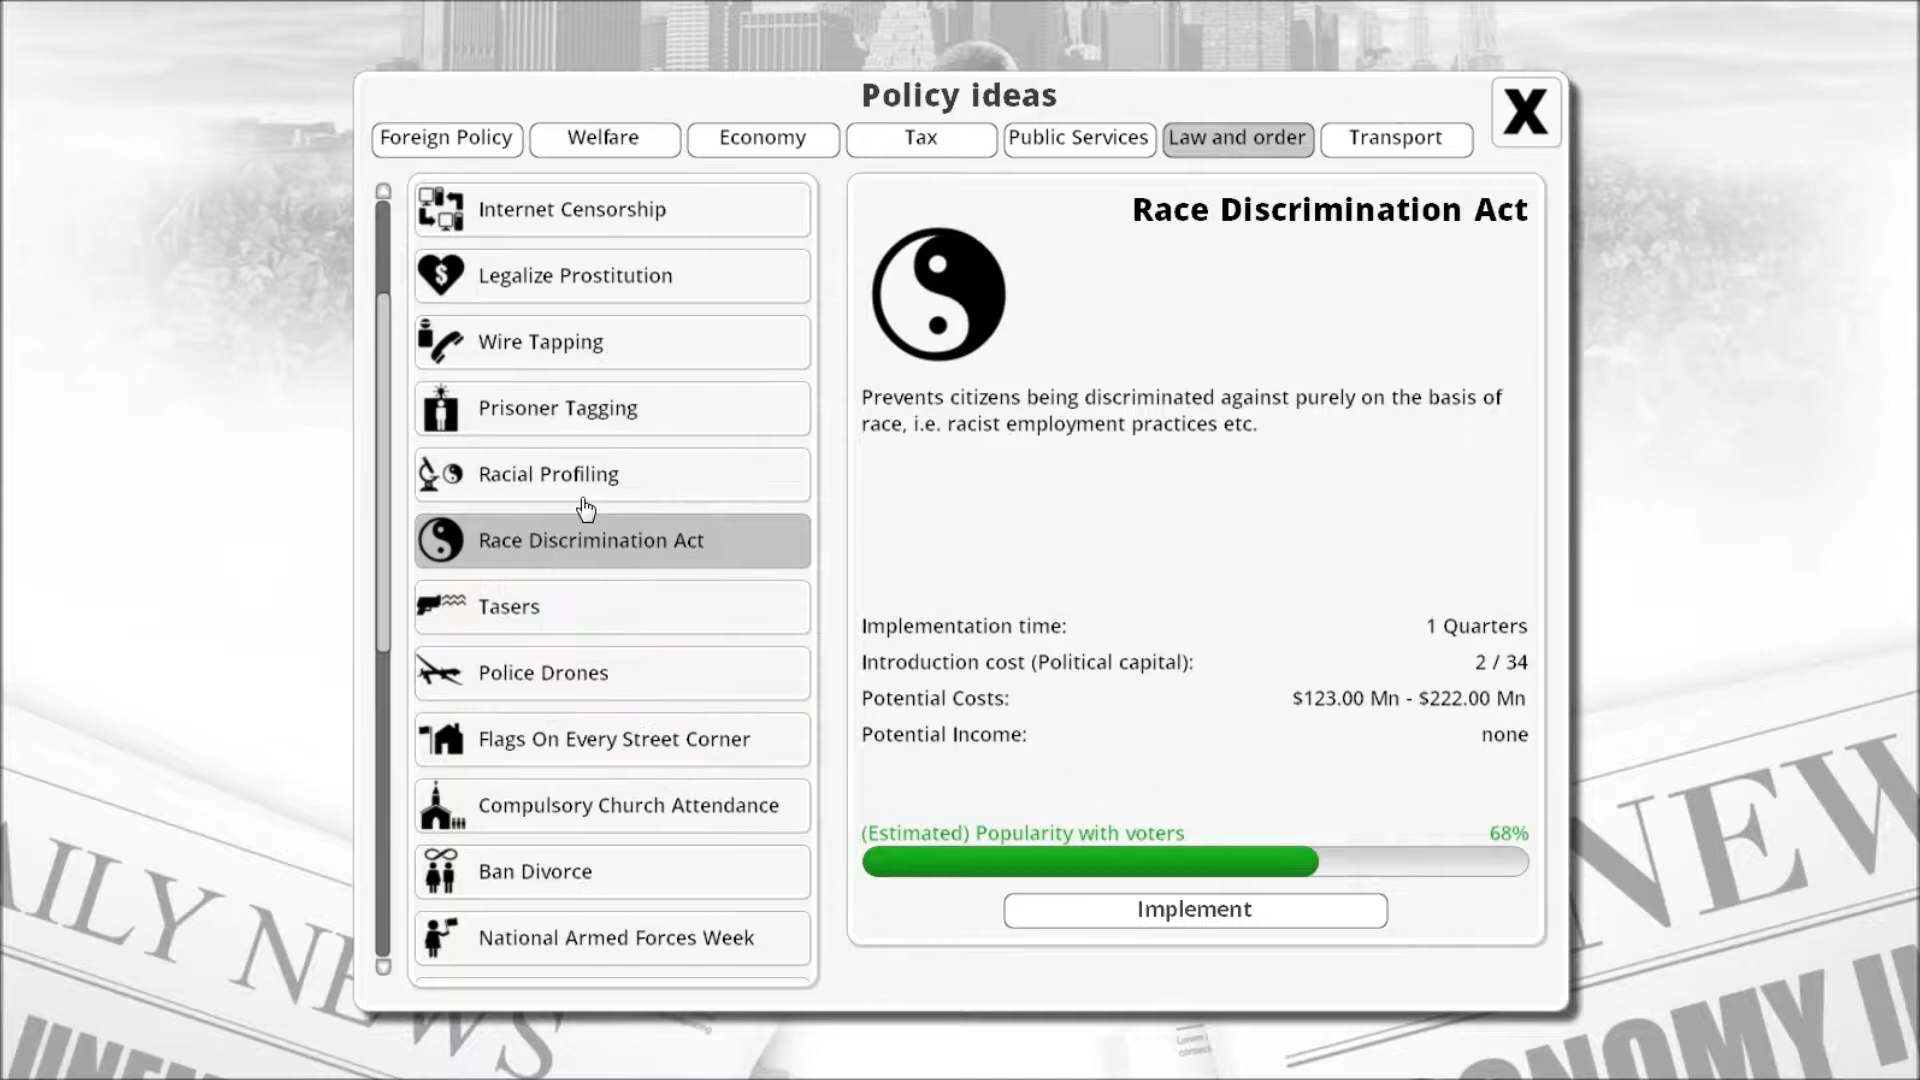 Policy ideas
X
Foreign Policy
Welfare
Economy
Tax
Public Services
Law and order
Transport
Internet Censorship
Legalize Prostitution
Wire Tapping
Prisoner Tagging
Racial Profiling
Race Discrimination Act
Tasers
Police Drones
Flags On Every Street Corner
Compulsory Church Attendance
Ban Divorce
National Armed Forces Week
Race Discrimination Act
Prevents citizens being discriminated against purely on the basis of
race, i.e. racist employment practices etc.
Implementation time: 1 Quarters
Introduction cost (Political capital): 2 / 34
Potential Costs: $123.00 Mn - $222.00 Mn
Potential Income: none
(Estimated) Popularity with voters 68%
Implement
AILY NEWS
NEW
ONOMY I